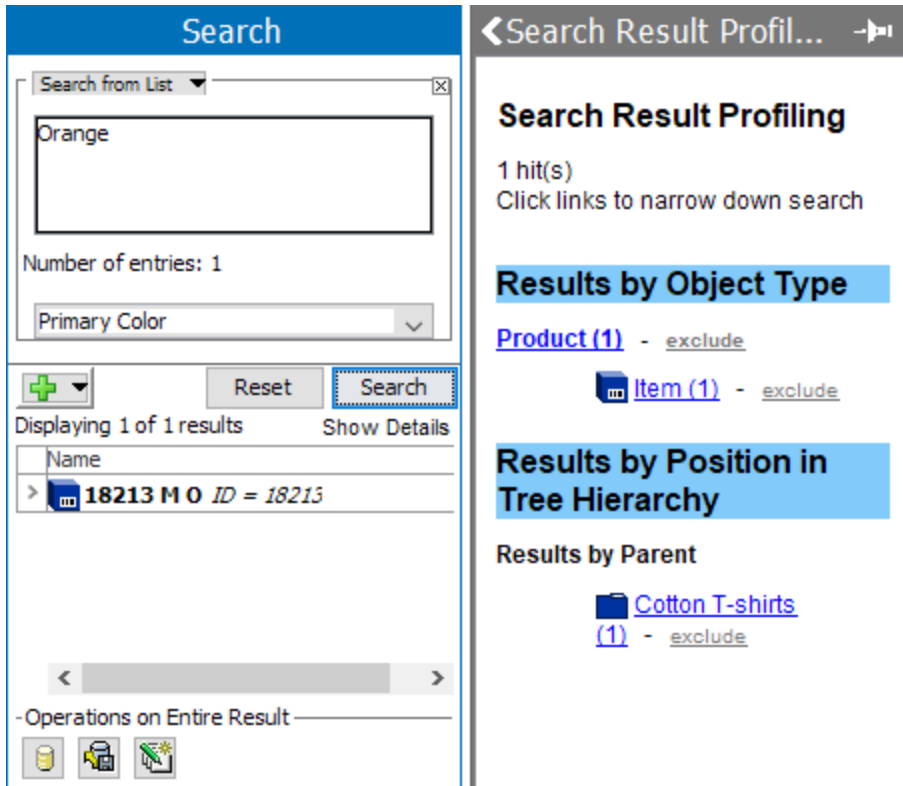 Search
Search from List
Orange
Number of entries: 1
Primary Color
Reset
Search
Displaying 1 of 1 results
Show Details
Name
18213 M O ID = 18213
Operations on Entire Result
Search Result Profil...
Search Result Profiling
1 hit(s)
Click links to narrow down search
Results by Object Type
Product (1) - exclude
Item (1) - exclude
Results by Position in
Tree Hierarchy
Results by Parent
Cotton T-shirts
(1) - exclude